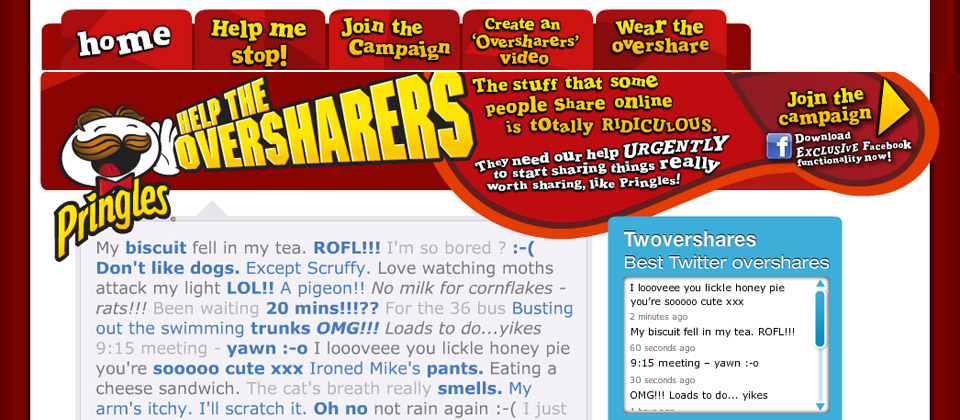 home
Help me
stop!
Join the
Campaign
Create an
'Oversharers'
video
Wear the
overshare
HELP THE
OVERSHARERS
Pringles
The stuff that some
people share online
is totally RIDICULOUS.
They need our help URGENTLY
to start sharing things really
worth sharing, like Pringles!
Join the
campaign
Download
EXCLUSIVE Facebook
functionality now!
My biscuit fell in my tea. ROFL!!! I'm so bored ? :-(
Don't like dogs. Except Scruffy. Love watching moths
attack my light LOL!! A pigeon!! No milk for cornflakes -
rats!!! Been waiting 20 mins!!!?? For the 36 bus Busting
out the swimming trunks OMG!!! Loads to do...yikes
9:15 meeting - yawn :-o I loooveee you lickle honey pie
you're sooooo cute xxx Ironed Mike's pants. Eating a
cheese sandwich. The cat's breath really smells. My
arm's itchy. I'll scratch it. Oh no not rain again :-( I just
Twovershares
Best Twitter overshares
I loooveee you lickle honey pie
you're sooooo cute xxx
2 minutes ago
My biscuit fell in my tea. ROFL!!!
60 seconds ago
9:15 meeting – yawn :-o
30 seconds ago
OMG!!! Loads to do... yikes
1 hour ago